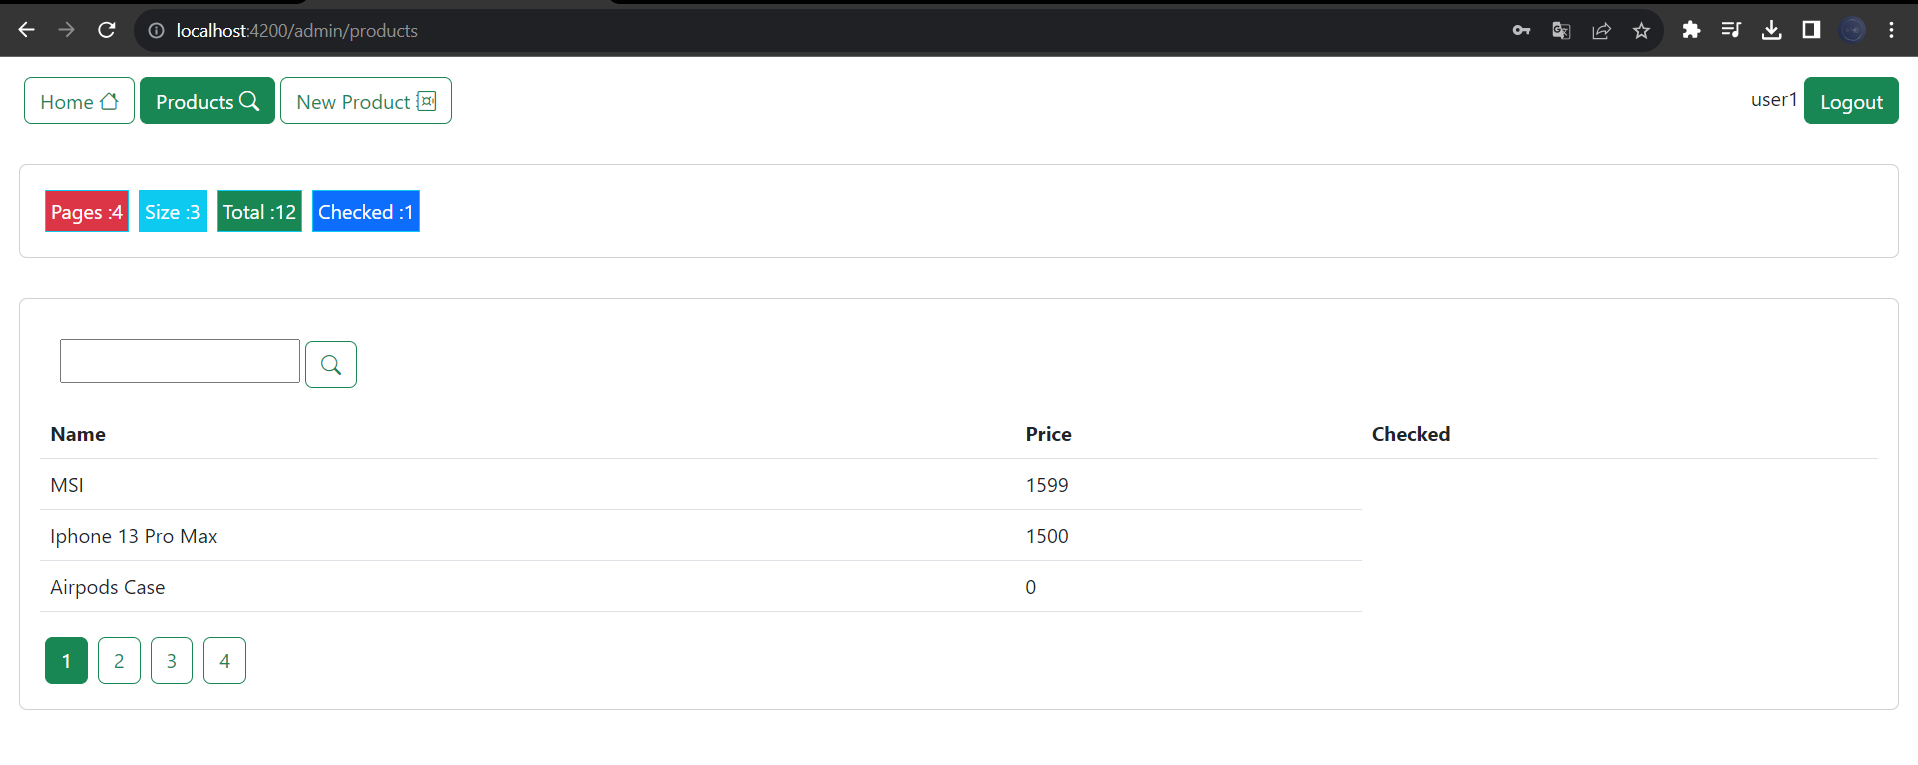 localhost:4200/admin/products
Home Products New Product user1 Logout
Pages :4 Size :3 Total :12 Checked :1
Name Price Checked
MSI 1599
Iphone 13 Pro Max 1500
Airpods Case 0
1 2 3 4